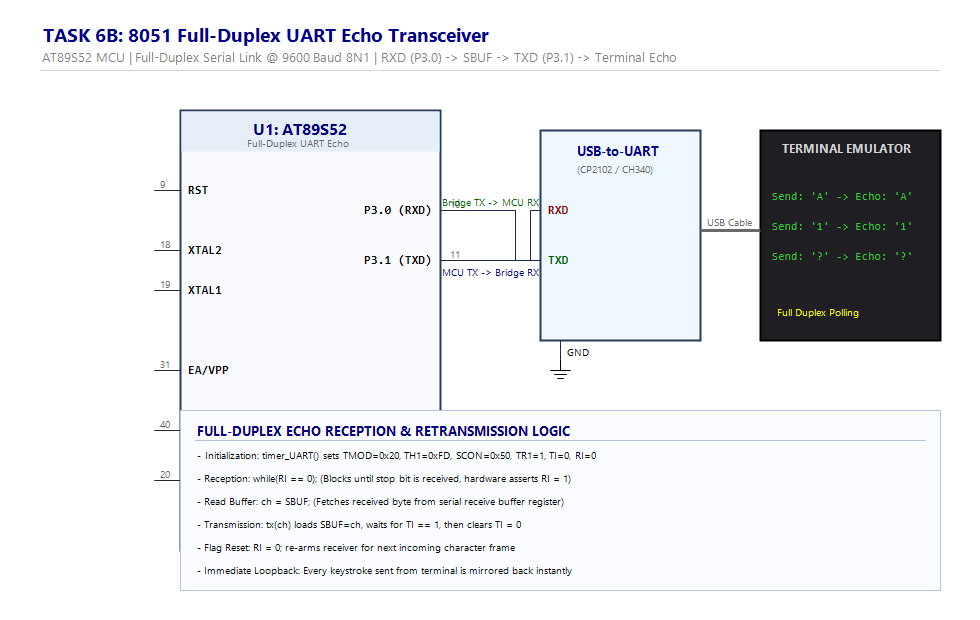 TASK 6B: 8051 Full-Duplex UART Echo Transceiver
AT89S52 MCU | Full-Duplex Serial Link @ 9600 Baud 8N1 | RXD (P3.0) -> SBUF -> TXD (P3.1) -> Terminal Echo
U1: AT89S52
Full-Duplex UART Echo
9
RST
18
XTAL2
19
XTAL1
31
EA/VPP
40
20
P3.0 (RXD)
10
Bridge TX -> MCU RX
P3.1 (TXD)
11
MCU TX -> Bridge RX
USB-to-UART
(CP2102 / CH340)
RXD
TXD
GND
USB Cable
TERMINAL EMULATOR
Send: 'A' -> Echo: 'A'
Send: '1' -> Echo: '1'
Send: '?' -> Echo: '?'
Full Duplex Polling
FULL-DUPLEX ECHO RECEPTION & RETRANSMISSION LOGIC
- Initialization: timer_UART() sets TMOD=0x20, TH1=0xFD, SCON=0x50, TR1=1, TI=0, RI=0
- Reception: while(RI == 0); (Blocks until stop bit is received, hardware asserts RI = 1)
- Read Buffer: ch = SBUF; (Fetches received byte from serial receive buffer register)
- Transmission: tx(ch) loads SBUF=ch, waits for TI == 1, then clears TI = 0
- Flag Reset: RI = 0; re-arms receiver for next incoming character frame
- Immediate Loopback: Every keystroke sent from terminal is mirrored back instantly